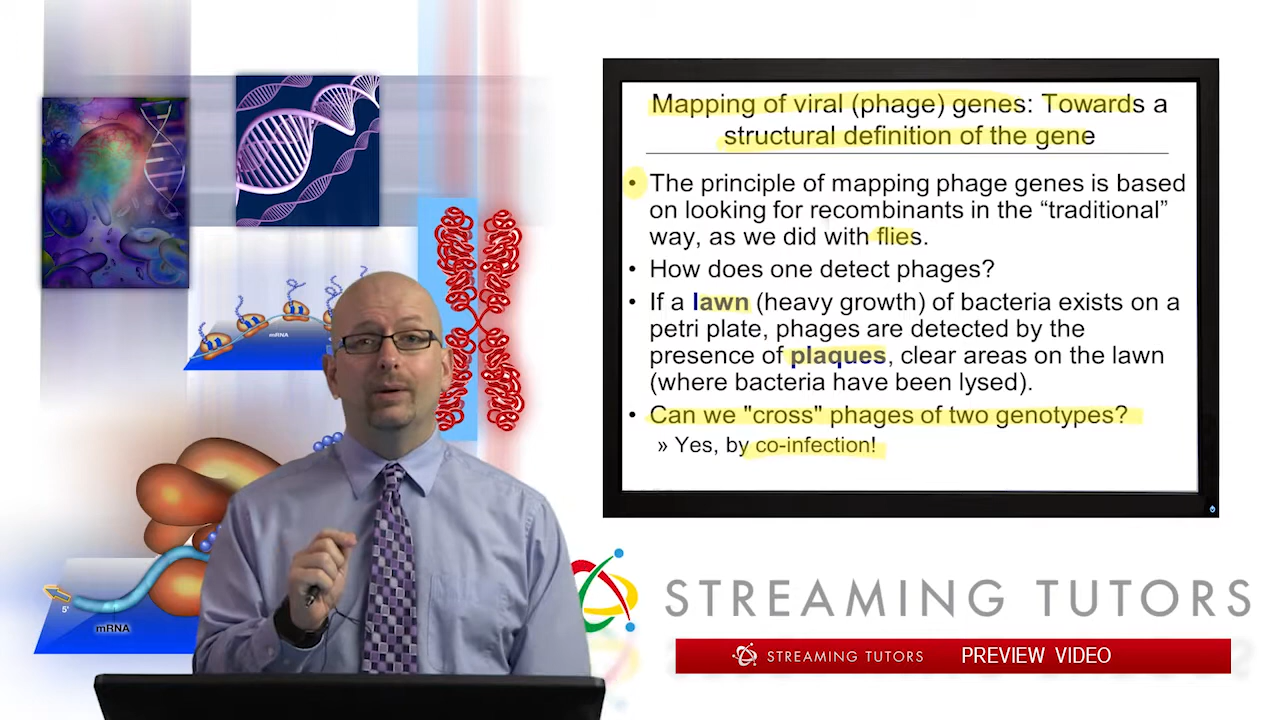 Mapping of viral (phage) genes: Towards a
structural definition of the gene
• The principle of mapping phage genes is based
on looking for recombinants in the “traditional”
way, as we did with flies.
• How does one detect phages?
• If a lawn (heavy growth) of bacteria exists on a
petri plate, phages are detected by the
presence of plaques, clear areas on the lawn
(where bacteria have been lysed).
• Can we "cross" phages of two genotypes?
» Yes, by co-infection!
mRNA
5'
mRNA
STREAMING TUTORS
STREAMING TUTORS PREVIEW VIDEO